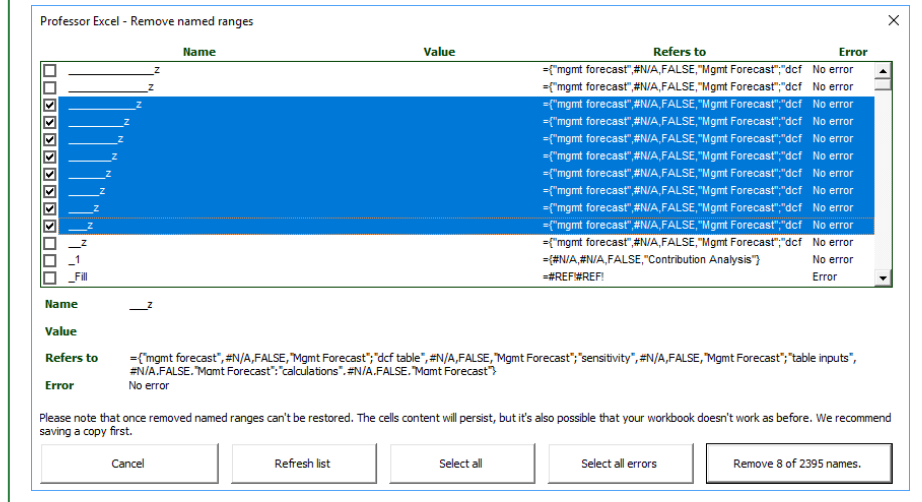 Professor Excel - Remove named ranges
Name Value Refers to Error
______________z ={"mgmt forecast",#N/A,FALSE,"Mgmt Forecast";"dcf No error
_____________z ={"mgmt forecast",#N/A,FALSE,"Mgmt Forecast";"dcf No error
___________z ={"mgmt forecast",#N/A,FALSE,"Mgmt Forecast";"dcf No error
_________z ={"mgmt forecast",#N/A,FALSE,"Mgmt Forecast";"dcf No error
________z ={"mgmt forecast",#N/A,FALSE,"Mgmt Forecast";"dcf No error
_______z ={"mgmt forecast",#N/A,FALSE,"Mgmt Forecast";"dcf No error
______z ={"mgmt forecast",#N/A,FALSE,"Mgmt Forecast";"dcf No error
_____z ={"mgmt forecast",#N/A,FALSE,"Mgmt Forecast";"dcf No error
____z ={"mgmt forecast",#N/A,FALSE,"Mgmt Forecast";"dcf No error
___z ={"mgmt forecast",#N/A,FALSE,"Mgmt Forecast";"dcf No error
__z ={"mgmt forecast",#N/A,FALSE,"Mgmt Forecast";"dcf No error
_1 ={#N/A,#N/A,FALSE,"Contribution Analysis"} No error
_Fill =#REF!#REF! Error
Name ___z
Value
Refers to ={"mgmt forecast",#N/A,FALSE,"Mgmt Forecast";"dcf table",#N/A,FALSE,"Mgmt Forecast";"sensitivity",#N/A,FALSE,"Mgmt Forecast";"table inputs",
#N/A,FALSE,"Mgmt Forecast";"calculations",#N/A,FALSE,"Mgmt Forecast"}
Error No error
Please note that once removed named ranges can't be restored. The cells content will persist, but it's also possible that your workbook doesn't work as before. We recommend
saving a copy first.
Cancel Refresh list Select all Select all errors Remove 8 of 2395 names.